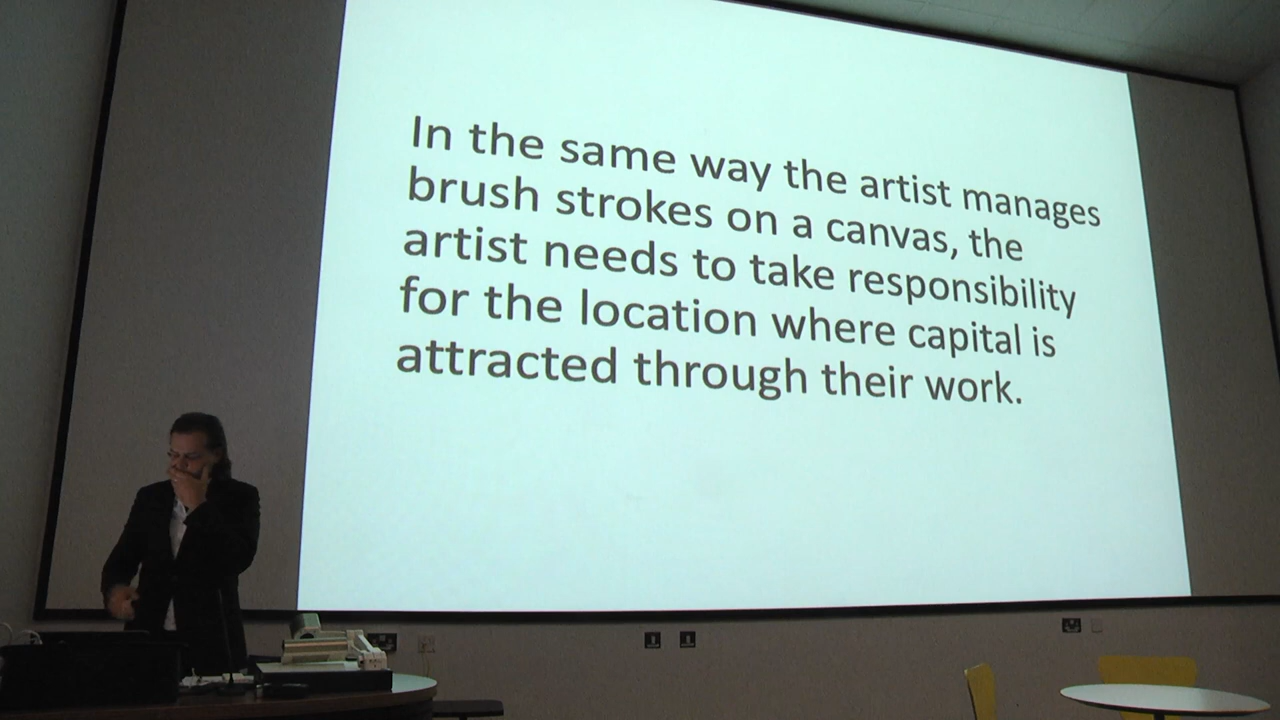 In the same way the artist manages
brush strokes on a canvas, the
artist needs to take responsibility
for the location where capital is
attracted through their work.